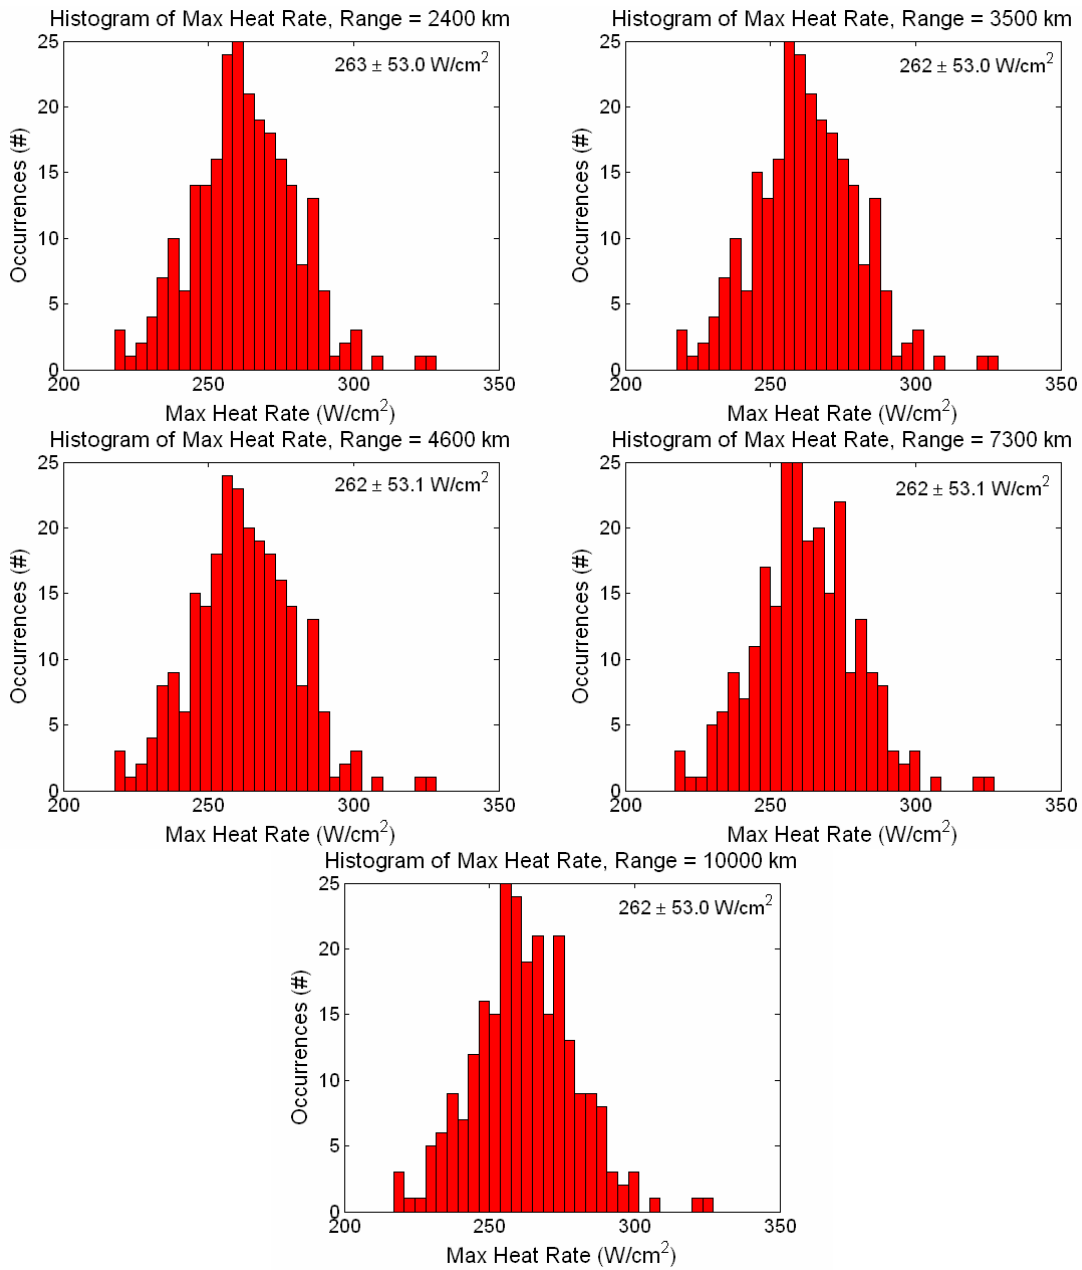 Histogram of Max Heat Rate, Range = 2400 km
263 ± 53.0 W/cm²
25
20
15
10
5
0
200 250 300 350
Occurrences (#)
Max Heat Rate (W/cm²)
Histogram of Max Heat Rate, Range = 3500 km
262 ± 53.0 W/cm²
25
20
15
10
5
0
200 250 300 350
Occurrences (#)
Max Heat Rate (W/cm²)
Histogram of Max Heat Rate, Range = 4600 km
262 ± 53.1 W/cm²
25
20
15
10
5
0
200 250 300 350
Occurrences (#)
Max Heat Rate (W/cm²)
Histogram of Max Heat Rate, Range = 7300 km
262 ± 53.1 W/cm²
25
20
15
10
5
0
200 250 300 350
Occurrences (#)
Max Heat Rate (W/cm²)
Histogram of Max Heat Rate, Range = 10000 km
262 ± 53.0 W/cm²
25
20
15
10
5
0
200 250 300 350
Occurrences (#)
Max Heat Rate (W/cm²)